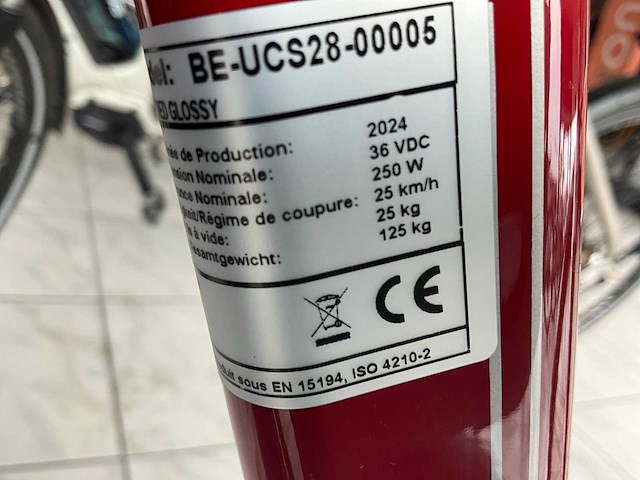 BE-UCS28-00005
GLOSSY
de Production: 2024
Nominale: 36 VDC
Nominale: 250 W
/Régime de coupure: 25 km/h
à vide: 25 kg
125 kg
CE
sous EN 15194, ISO 4210-2